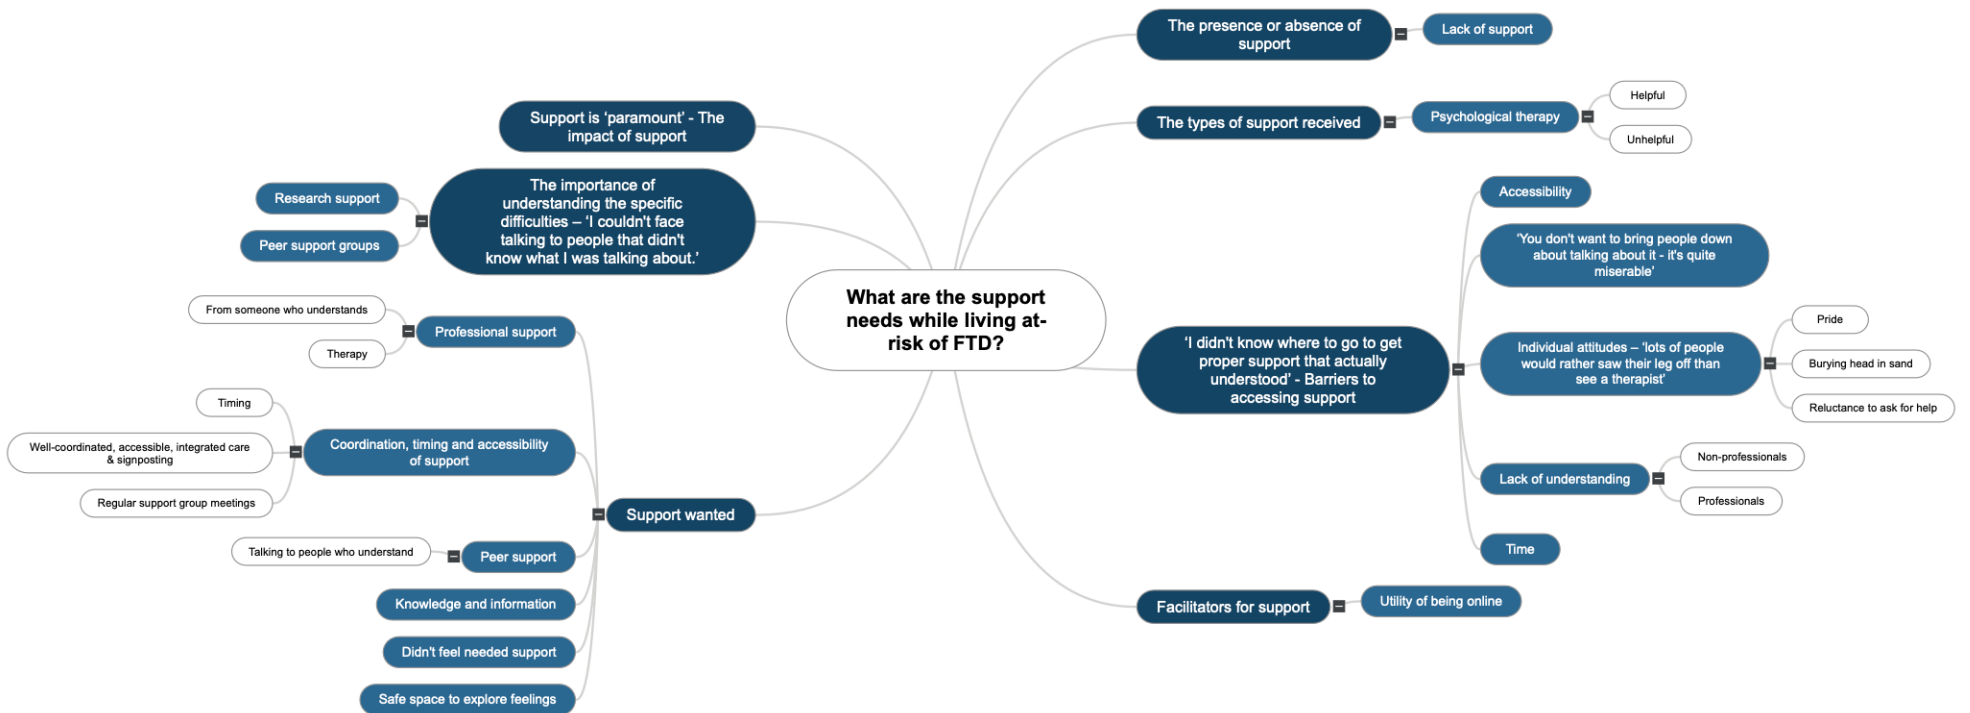 What are the support
needs while living at-
risk of FTD?
The presence or absence of
support
Lack of support
The types of support received
Psychological therapy
Helpful
Unhelpful
‘I didn't know where to go to get
proper support that actually
understood’ - Barriers to
accessing support
Accessibility
‘You don't want to bring people down
about talking about it - it's quite
miserable’
Individual attitudes – ‘lots of people
would rather saw their leg off than
see a therapist’
Pride
Burying head in sand
Reluctance to ask for help
Lack of understanding
Non-professionals
Professionals
Time
Facilitators for support
Utility of being online
Support is ‘paramount’ - The
impact of support
The importance of
understanding the specific
difficulties – ‘I couldn't face
talking to people that didn't
know what I was talking about.’
Research support
Peer support groups
Support wanted
Professional support
From someone who understands
Therapy
Coordination, timing and accessibility
of support
Timing
Well-coordinated, accessible, integrated care
& signposting
Regular support group meetings
Peer support
Talking to people who understand
Knowledge and information
Didn't feel needed support
Safe space to explore feelings